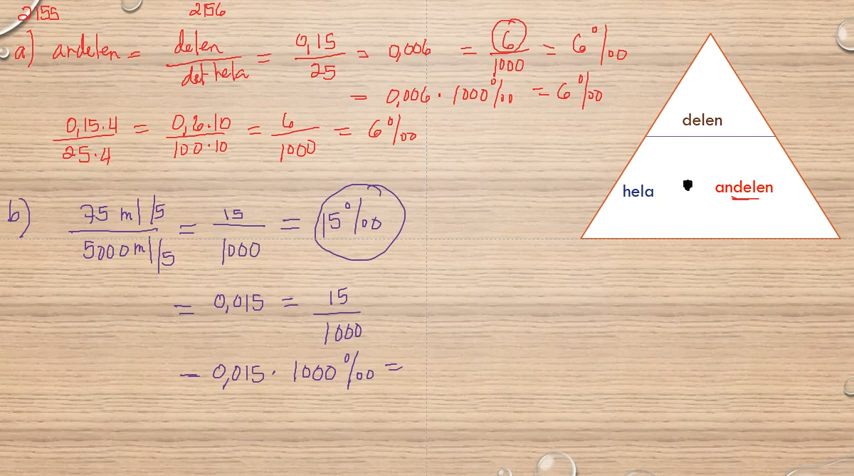 2155 2156
a) andelen = delen / det hela = 0,15 / 25 = 0,006 = 6 / 1000 = 6 ‰
= 0,006 · 1000 ‰ = 6 ‰
0,15·4 / 25·4 = 0,6·10 / 100·10 = 6 / 1000 = 6 ‰
b) 75 ml /5 / 5000 ml /5 = 15 / 1000 = 15 ‰
= 0,015 = 15 / 1000
= 0,015 · 1000 ‰ =
delen
hela · andelen